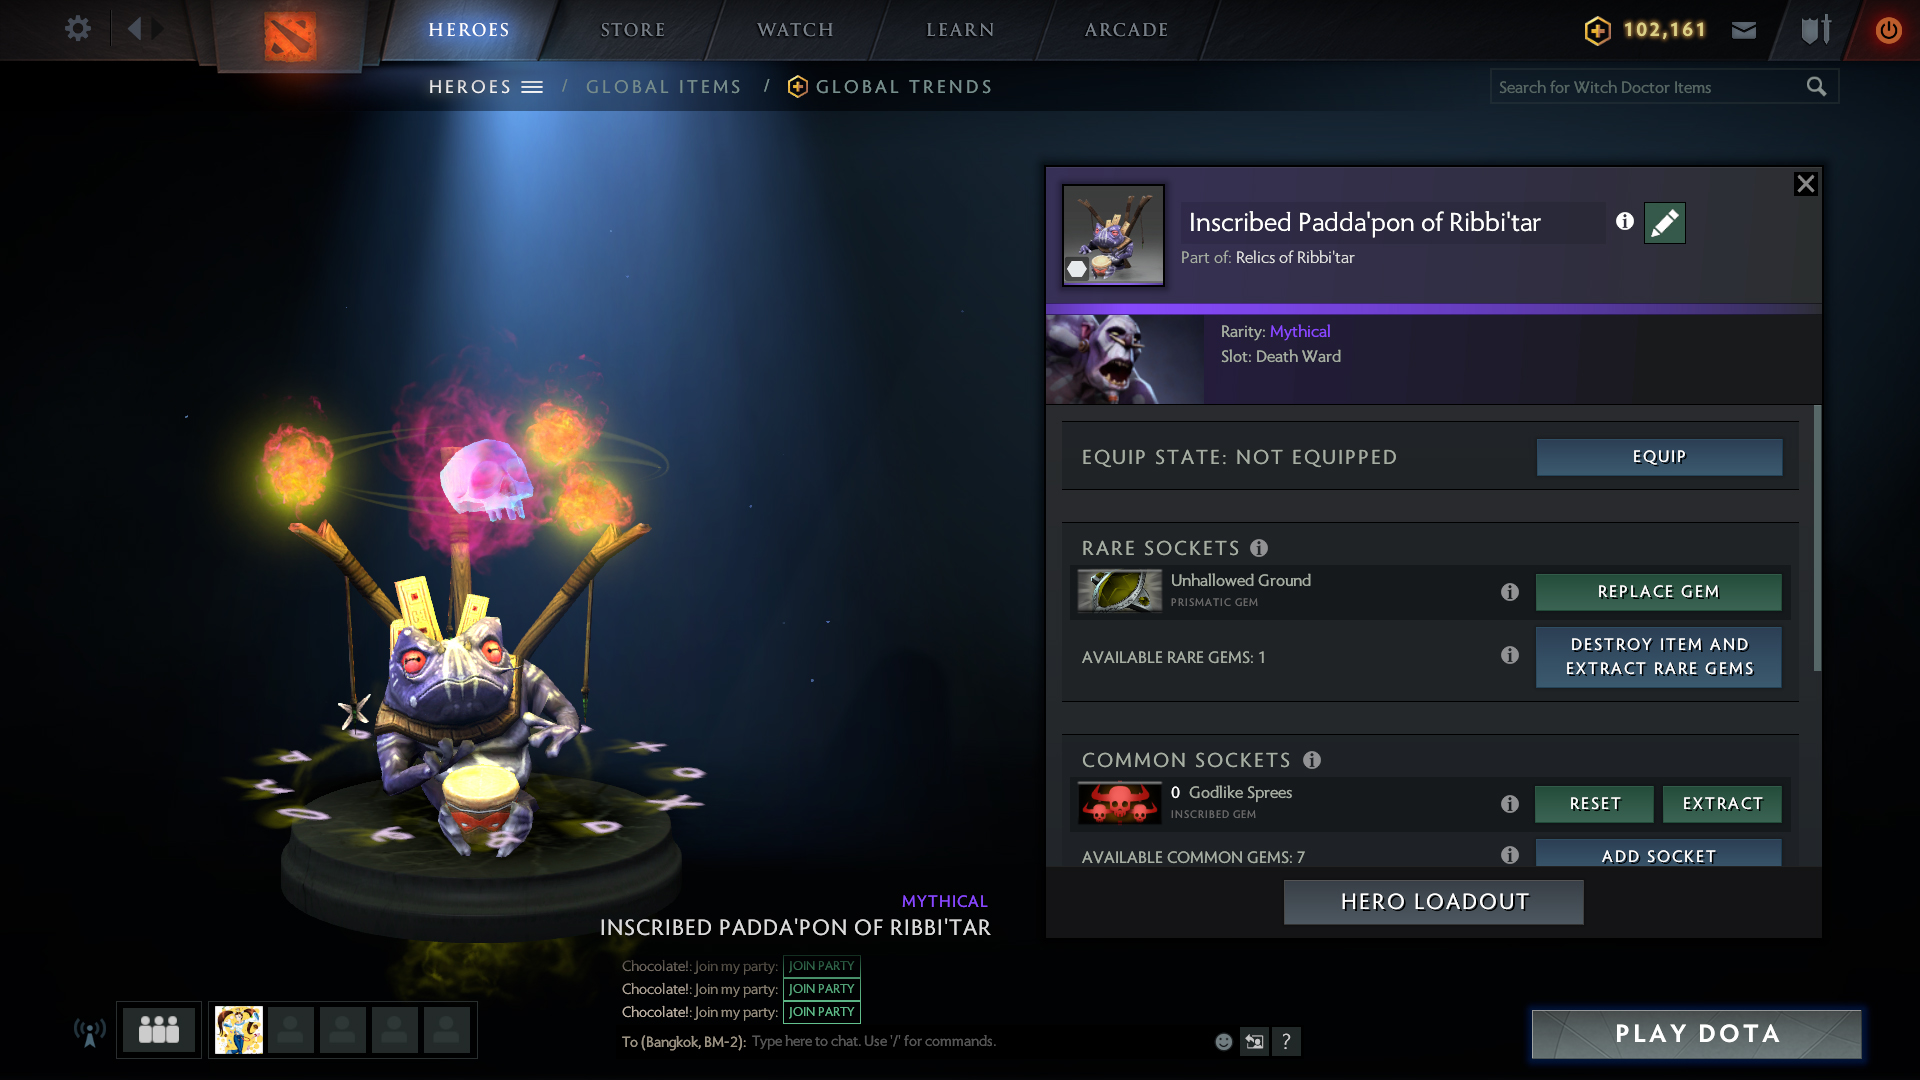 HEROES
STORE
WATCH
LEARN
ARCADE
102,161
HEROES / GLOBAL ITEMS / GLOBAL TRENDS
Search for Witch Doctor Items
Inscribed Padda'pon of Ribbi'tar
Part of: Relics of Ribbi'tar
Rarity: Mythical
Slot: Death Ward
EQUIP STATE: NOT EQUIPPED
EQUIP
RARE SOCKETS
Unhallowed Ground
PRISMATIC GEM
REPLACE GEM
AVAILABLE RARE GEMS: 1
DESTROY ITEM AND
EXTRACT RARE GEMS
COMMON SOCKETS
0 Godlike Sprees
INSCRIBED GEM
RESET
EXTRACT
AVAILABLE COMMON GEMS: 7
ADD SOCKET
HERO LOADOUT
MYTHICAL
INSCRIBED PADDA'PON OF RIBBI'TAR
Chocolate!: Join my party: JOIN PARTY
Chocolate!: Join my party: JOIN PARTY
Chocolate!: Join my party: JOIN PARTY
To (Bangkok, BM-2): Type here to chat. Use '/' for commands.
?
PLAY DOTA